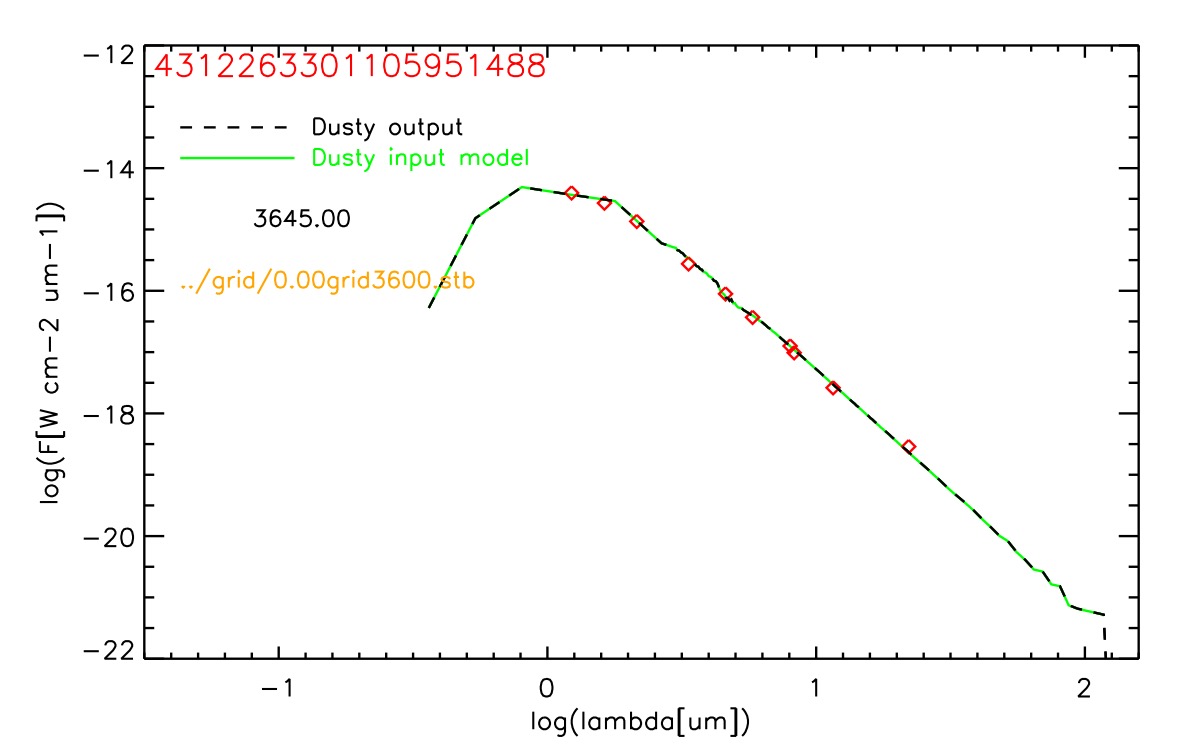 4312263301105951488
Dusty output
Dusty input model
3645.00
../grid/0.00grid3600.stb
-12
-14
-16
-18
-20
-22
log(F[W cm-2 um-1])
-1 0 1 2
log(lambda[um])